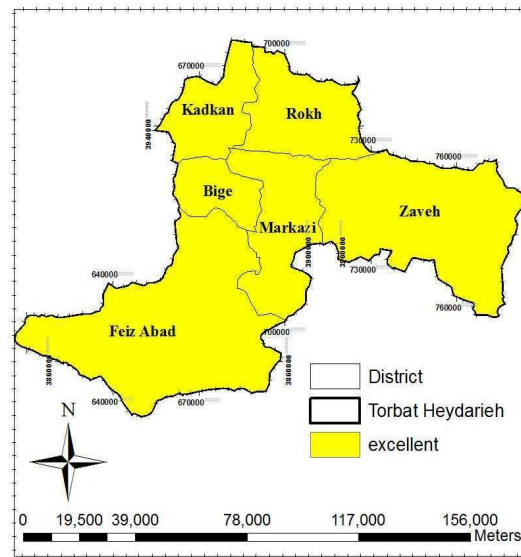 700000
670000
Kadkan
Rokh
3940000
730000
760000
Bige
Zaveh
Markazi
3900000
3900000
640000
730000
760000
Feiz Abad
700000
3860000
3860000
640000
670000
District
Torbat Heydarieh
excellent
N
0 19,500 39,000 78,000 117,000 156,000
Meters